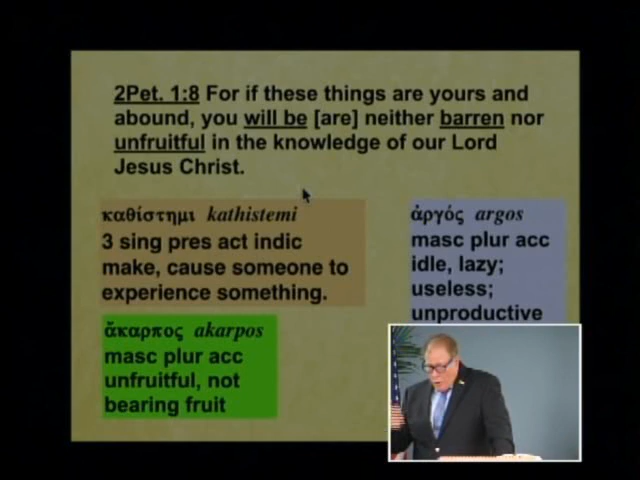 2Pet. 1:8 For if these things are yours and
abound, you will be [are] neither barren nor
unfruitful in the knowledge of our Lord
Jesus Christ.
καθίστημι kathistemi
3 sing pres act indic
make, cause someone to
experience something.
ἀργός argos
masc plur acc
idle, lazy;
useless;
unproductive
ἄκαρπος akarpos
masc plur acc
unfruitful, not
bearing fruit